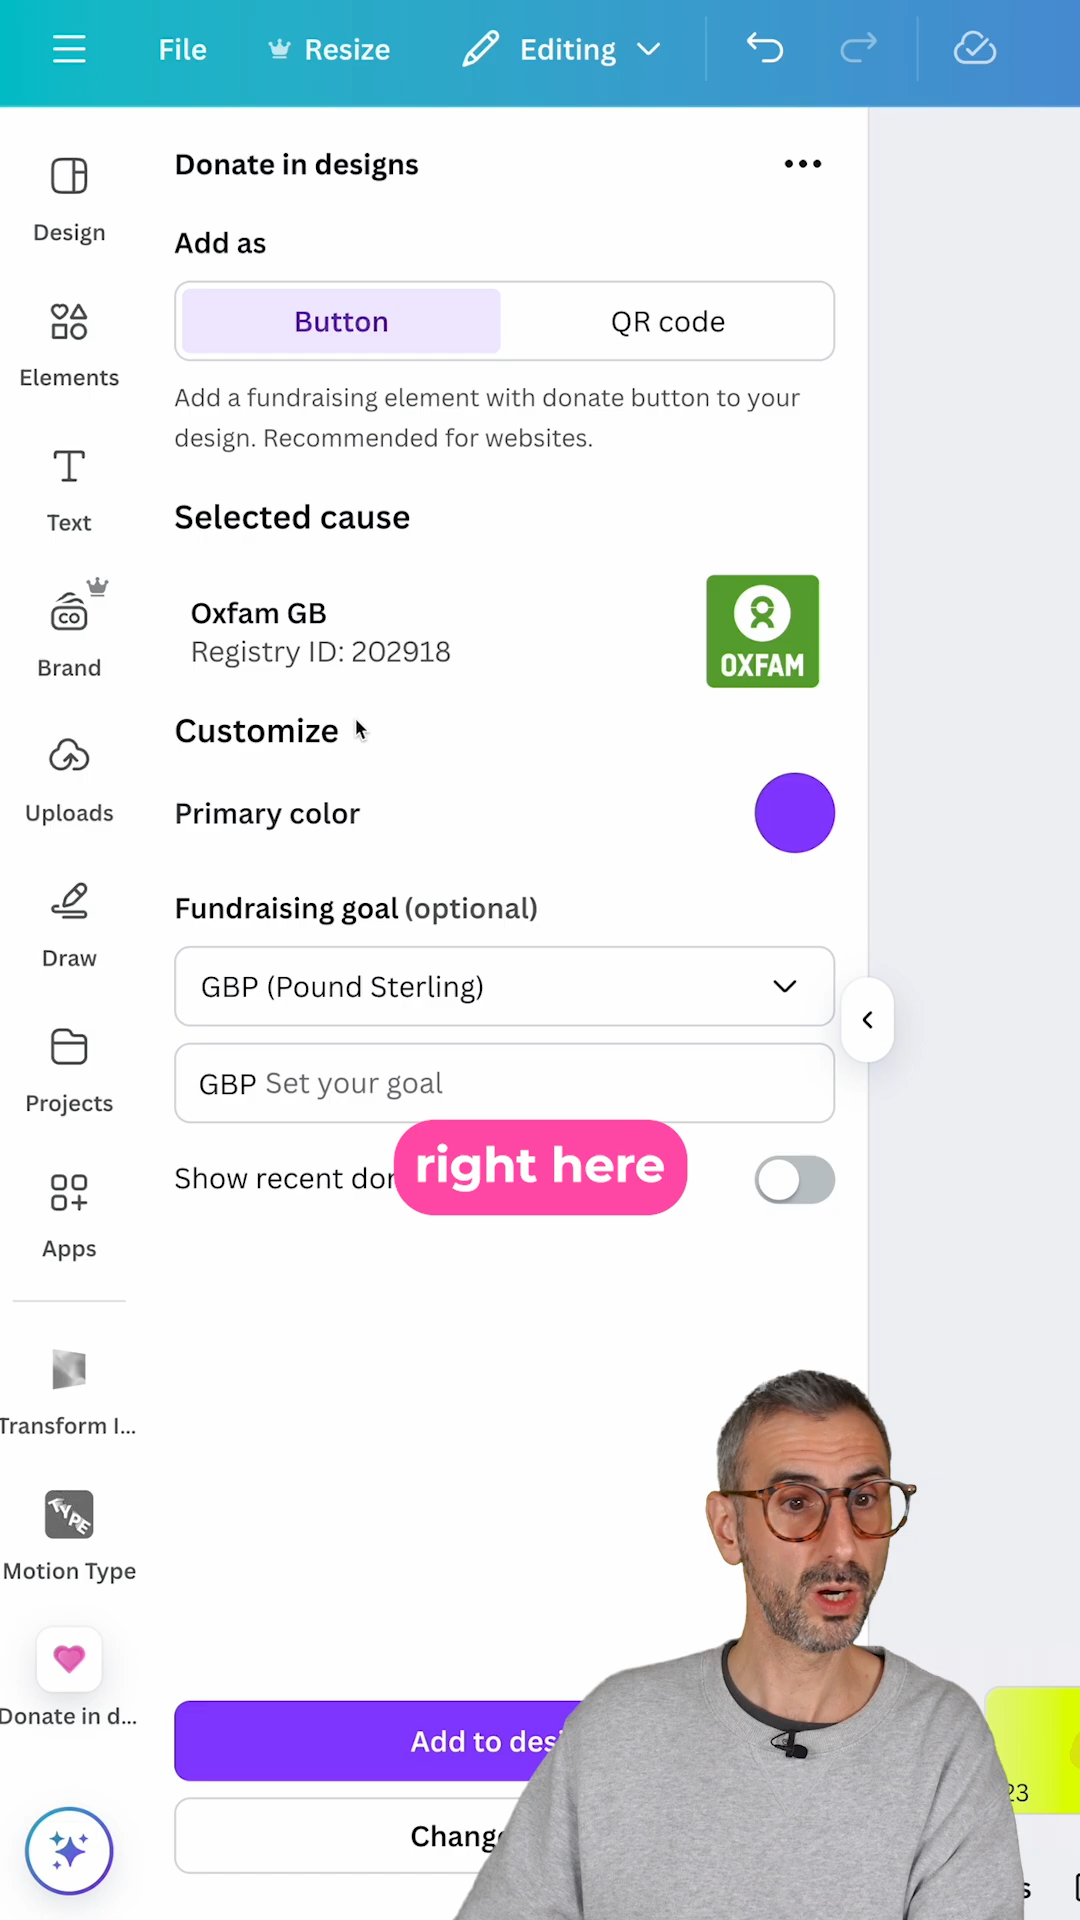 File
Resize
Editing
Donate in designs
Design
Add as
Button
QR code
Elements
Add a fundraising element with donate button to your
design. Recommended for websites.
Text
Selected cause
Oxfam GB
Registry ID: 202918
OXFAM
CO
Brand
Customize
Uploads
Primary color
Fundraising goal (optional)
Draw
GBP (Pound Sterling)
GBP Set your goal
Projects
Show recent
right here
Apps
Transform I...
TYPE
Motion Type
Donate in d...
Add to
23